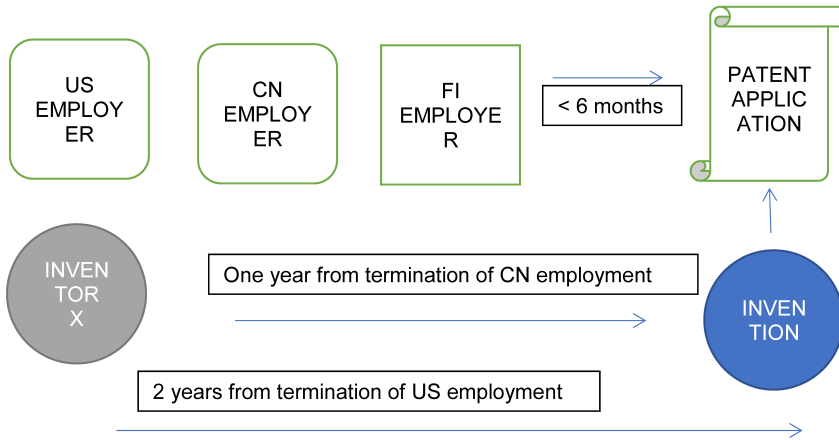 US
EMPLOY
ER
CN
EMPLOY
ER
FI
EMPLOYE
R
< 6 months
PATENT
APPLIC
ATION
INVEN
TOR
X
One year from termination of CN employment
INVEN
TION
2 years from termination of US employment